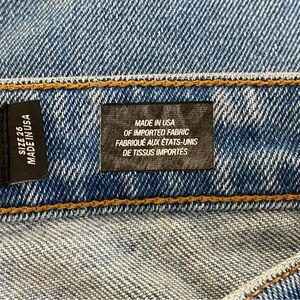 SIZE 26
MADE IN USA
MADE IN USA
OF IMPORTED FABRIC
FABRIQUÉ AUX ÉTATS-UNIS
DE TISSUS IMPORTÉS